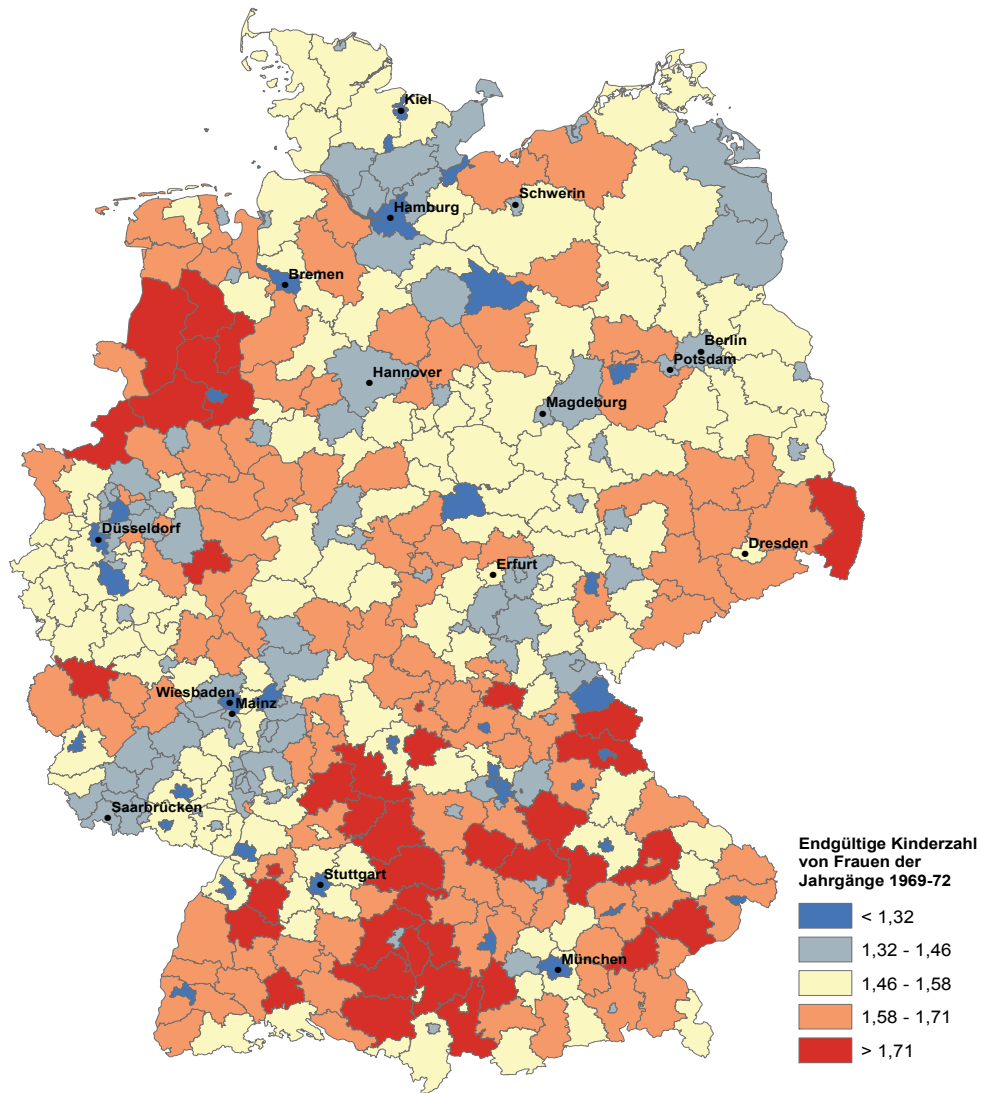 Kiel
Schwerin
Hamburg
Bremen
Berlin
Potsdam
Hannover
Magdeburg
Düsseldorf
Dresden
Erfurt
Wiesbaden
Mainz
Saarbrücken
Stuttgart
München
Endgültige Kinderzahl
von Frauen der
Jahrgänge 1969-72
< 1,32
1,32 - 1,46
1,46 - 1,58
1,58 - 1,71
> 1,71